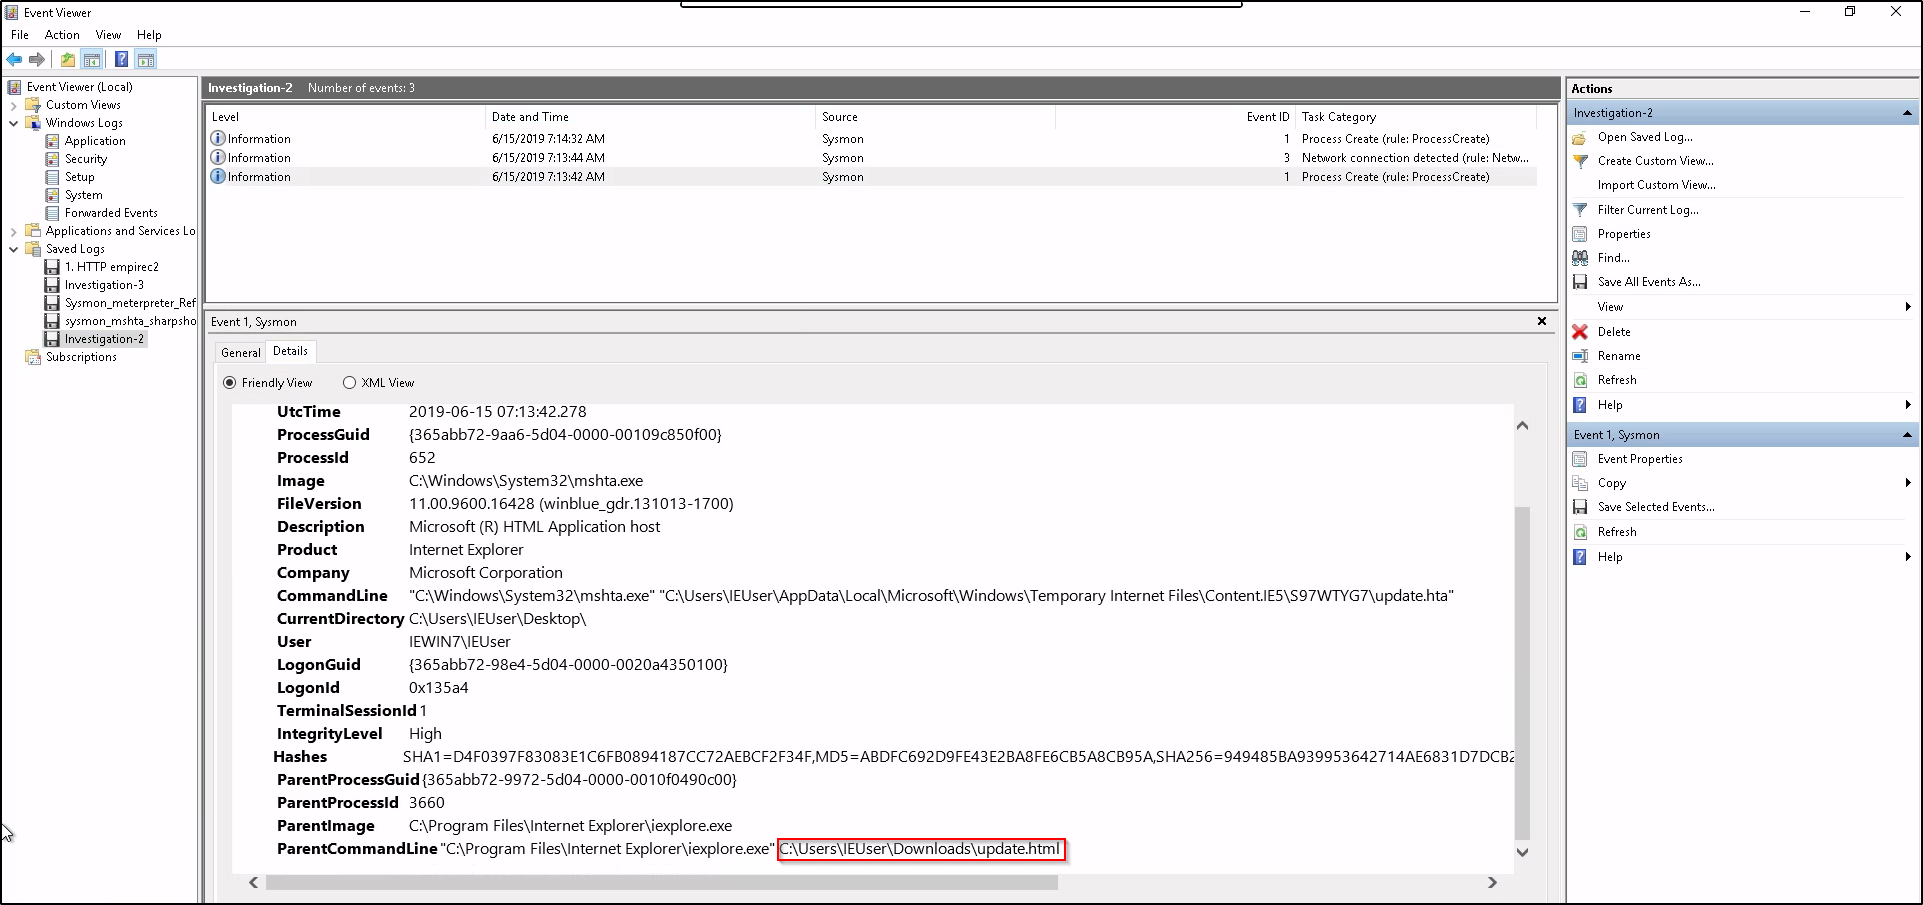 Event Viewer
File Action View Help
Event Viewer (Local)
Custom Views
Windows Logs
Application
Security
Setup
System
Forwarded Events
Applications and Services Lo
Saved Logs
1. HTTP empirec2
Investigation-3
Sysmon_meterpreter_Ref
sysmon_mshta_sharpsho
Investigation-2
Subscriptions
Investigation-2 Number of events: 3
Level Date and Time Source Event ID Task Category
Information 6/15/2019 7:14:32 AM Sysmon 1 Process Create (rule: ProcessCreate)
Information 6/15/2019 7:13:44 AM Sysmon 3 Network connection detected (rule: Netw...
Information 6/15/2019 7:13:42 AM Sysmon 1 Process Create (rule: ProcessCreate)
Event 1, Sysmon
General Details
Friendly View XML View
UtcTime 2019-06-15 07:13:42.278
ProcessGuid {365abb72-9aa6-5d04-0000-00109c850f00}
ProcessId 652
Image C:\Windows\System32\mshta.exe
FileVersion 11.00.9600.16428 (winblue_gdr.131013-1700)
Description Microsoft (R) HTML Application host
Product Internet Explorer
Company Microsoft Corporation
CommandLine "C:\Windows\System32\mshta.exe" "C:\Users\IEUser\AppData\Local\Microsoft\Windows\Temporary Internet Files\Content.IE5\S97WTYG7\update.hta"
CurrentDirectory C:\Users\IEUser\Desktop\
User IEWIN7\IEUser
LogonGuid {365abb72-98e4-5d04-0000-0020a4350100}
LogonId 0x135a4
TerminalSessionId 1
IntegrityLevel High
Hashes SHA1=D4F0397F83083E1C6FB0894187CC72AEBCF2F34F,MD5=ABDFC692D9FE43E2BA8FE6CB5A8CB95A,SHA256=949485BA939953642714AE6831D7DCB2
ParentProcessGuid {365abb72-9972-5d04-0000-0010f0490c00}
ParentProcessId 3660
ParentImage C:\Program Files\Internet Explorer\iexplore.exe
ParentCommandLine "C:\Program Files\Internet Explorer\iexplore.exe" C:\Users\IEUser\Downloads\update.html
Actions
Investigation-2
Open Saved Log...
Create Custom View...
Import Custom View...
Filter Current Log...
Properties
Find...
Save All Events As...
View
Delete
Rename
Refresh
Help
Event 1, Sysmon
Event Properties
Copy
Save Selected Events...
Refresh
Help